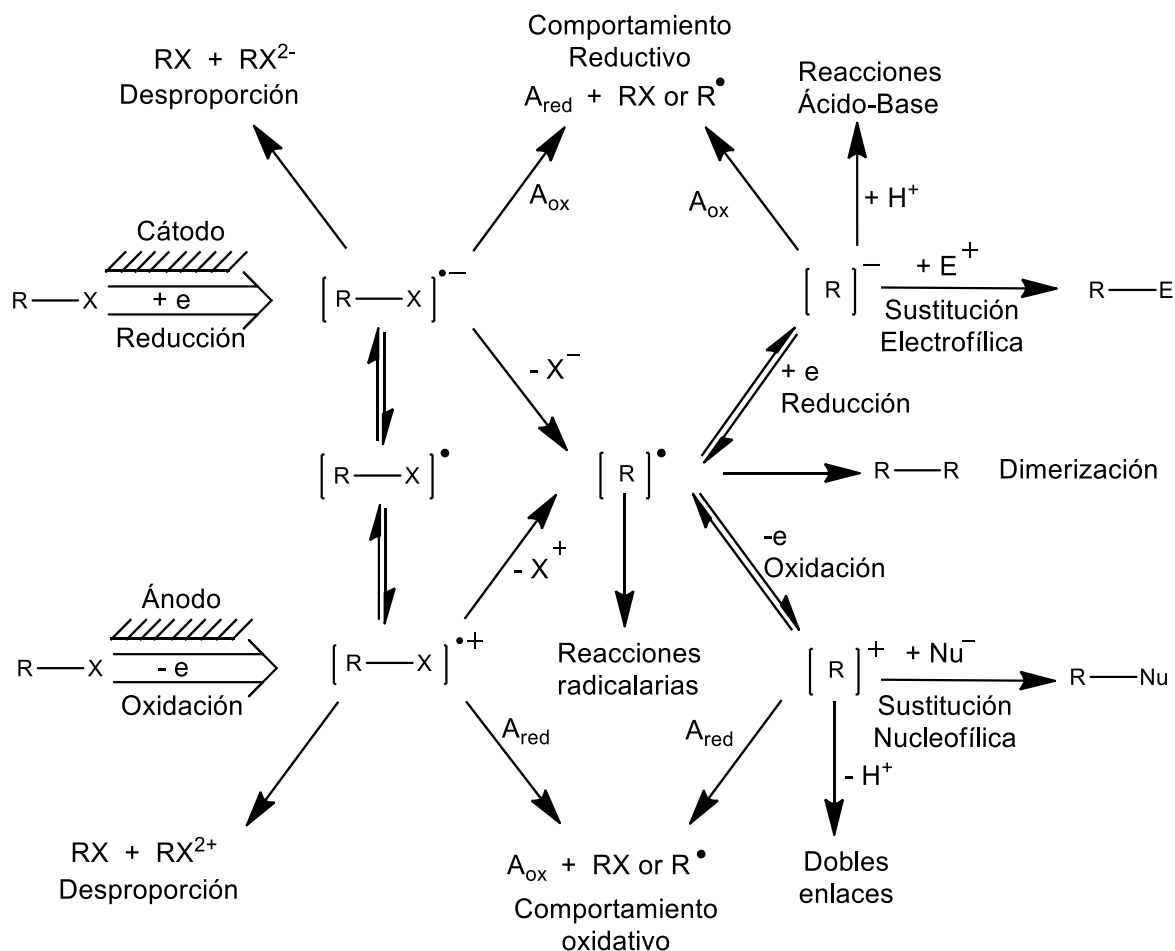 RX + RX2-
Desproporción
Comportamiento
Reductivo
Ared + RX or R•
Reacciones
Ácido-Base
Aox
Aox
+ H+
Cátodo
R—X
+ e
Reducción
[R—X]•−
[R]−
+ E+
Sustitución
Electrofílica
R—E
- X−
+ e
Reducción
[R—X]•
[R]•
R—R
Dimerización
- X+
-e
Oxidación
Ánodo
R—X
- e
Oxidación
[R—X]•+
Reacciones
radicalarias
[R]+
+ Nu−
Sustitución
Nucleofílica
R—Nu
Ared
Ared
- H+
RX + RX2+
Desproporción
Aox + RX or R•
Comportamiento
oxidativo
Dobles
enlaces